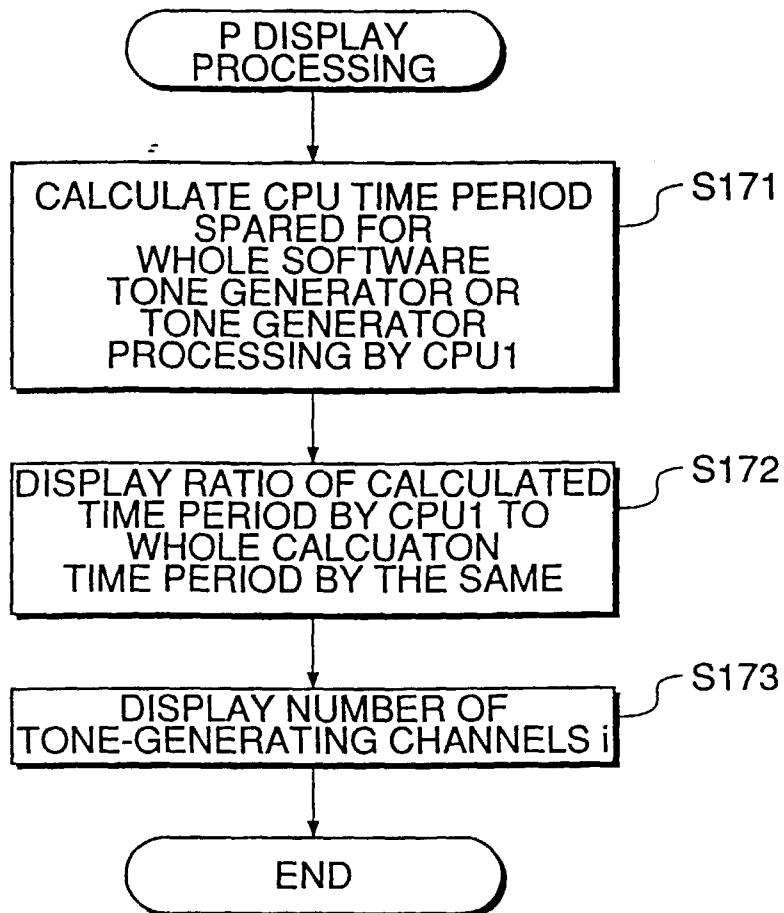 P DISPLAY
PROCESSING
CALCULATE CPU TIME PERIOD
SPARED FOR
WHOLE SOFTWARE
TONE GENERATOR OR
TONE GENERATOR
PROCESSING BY CPU1
S171
DISPLAY RATIO OF CALCULATED
TIME PERIOD BY CPU1 TO
WHOLE CALCUATON
TIME PERIOD BY THE SAME
S172
DISPLAY NUMBER OF
TONE-GENERATING CHANNELS i
S173
END